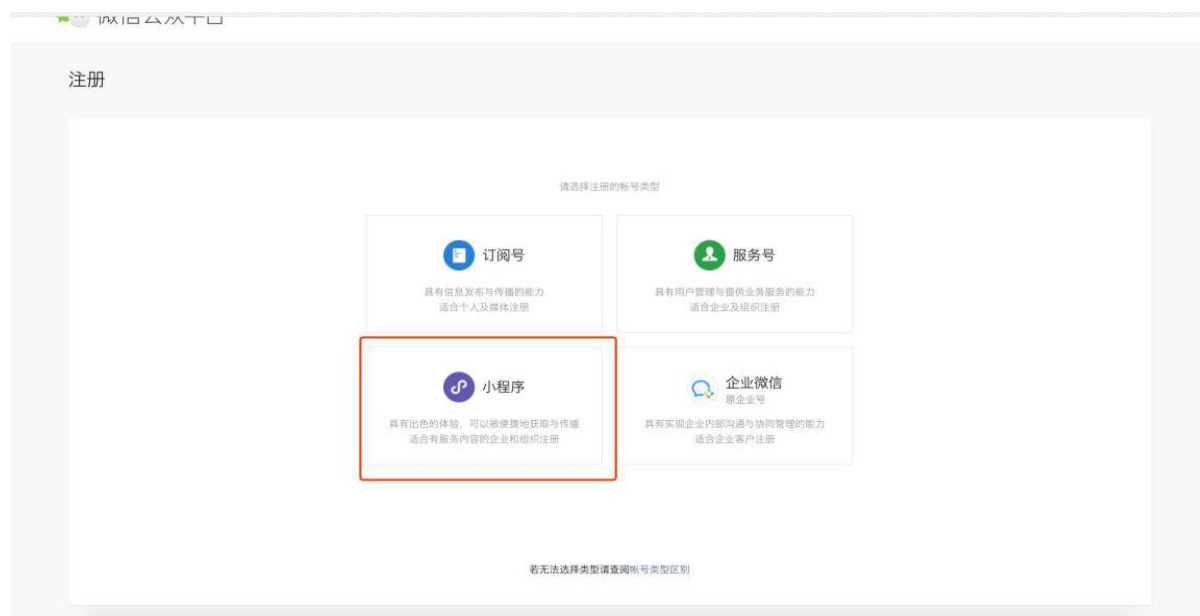 微信公众平台
注册
请选择注册的帐号类型
订阅号
具有信息发布与传播的能力
适合个人及媒体注册
服务号
具有用户管理与提供业务服务的能力
适合企业及组织注册
小程序
具有出色的体验，可以被便捷地获取与传播
适合有服务内容的企业和组织注册
企业微信
原企业号
具有实现企业内部沟通与协同管理的能力
适合企业客户注册
若无法选择类型请查阅帐号类型区别